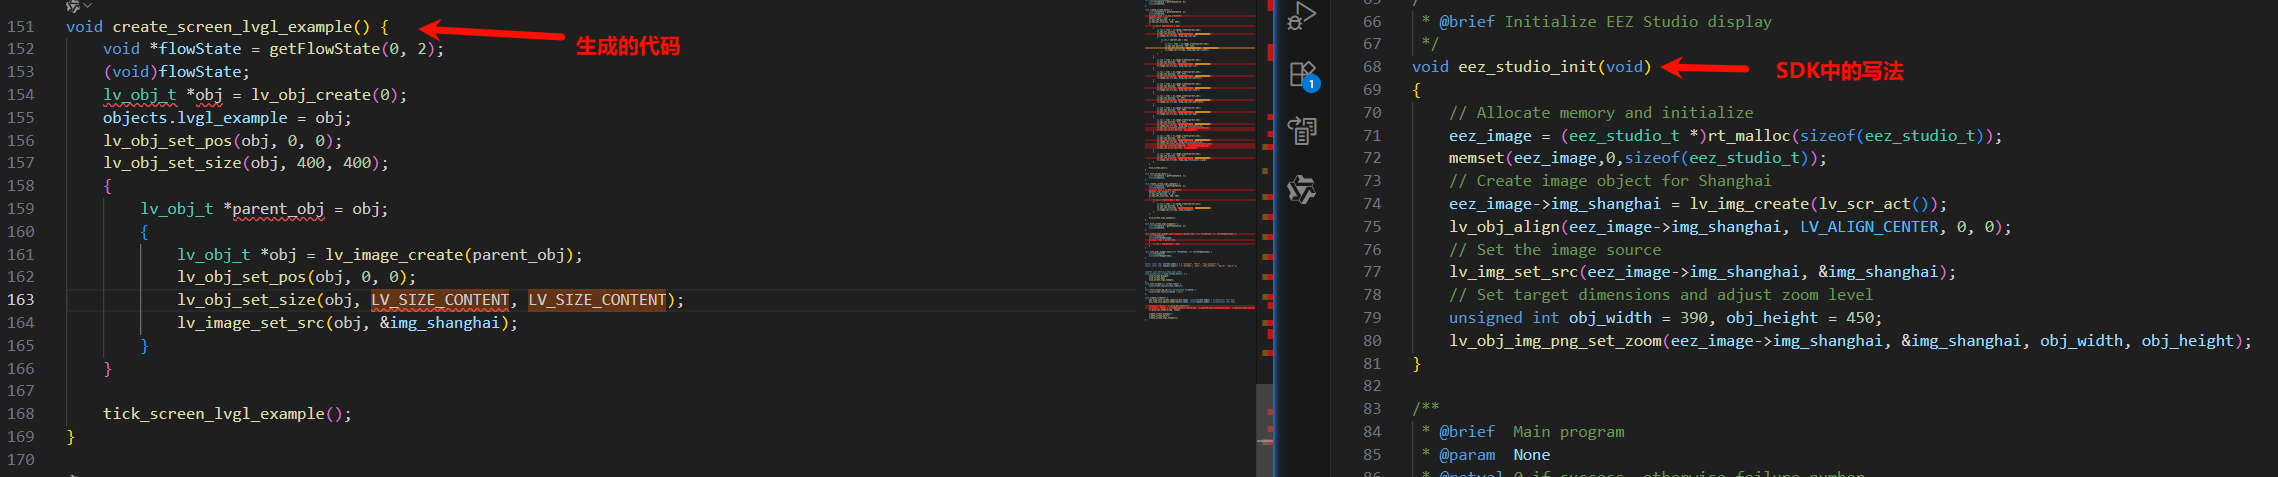 151 void create_screen_lvgl_example() {
152 void *flowState = getFlowState(0, 2);
153 (void)flowState;
154 lv_obj_t *obj = lv_obj_create(0);
155 objects.lvgl_example = obj;
156 lv_obj_set_pos(obj, 0, 0);
157 lv_obj_set_size(obj, 400, 400);
158 {
159 lv_obj_t *parent_obj = obj;
160 {
161 lv_obj_t *obj = lv_image_create(parent_obj);
162 lv_obj_set_pos(obj, 0, 0);
163 lv_obj_set_size(obj, LV_SIZE_CONTENT, LV_SIZE_CONTENT);
164 lv_image_set_src(obj, &img_shanghai);
165 }
166 }
167
168 tick_screen_lvgl_example();
169 }
170
生成的代码
1
66 * @brief Initialize EEZ Studio display
67 */
68 void eez_studio_init(void)
SDK中的写法
69 {
70 // Allocate memory and initialize
71 eez_image = (eez_studio_t *)rt_malloc(sizeof(eez_studio_t));
72 memset(eez_image,0,sizeof(eez_studio_t));
73 // Create image object for Shanghai
74 eez_image->img_shanghai = lv_img_create(lv_scr_act());
75 lv_obj_align(eez_image->img_shanghai, LV_ALIGN_CENTER, 0, 0);
76 // Set the image source
77 lv_img_set_src(eez_image->img_shanghai, &img_shanghai);
78 // Set target dimensions and adjust zoom level
79 unsigned int obj_width = 390, obj_height = 450;
80 lv_obj_img_png_set_zoom(eez_image->img_shanghai, &img_shanghai, obj_width, obj_height);
81 }
82
83 /**
84 * @brief Main program
85 * @param None